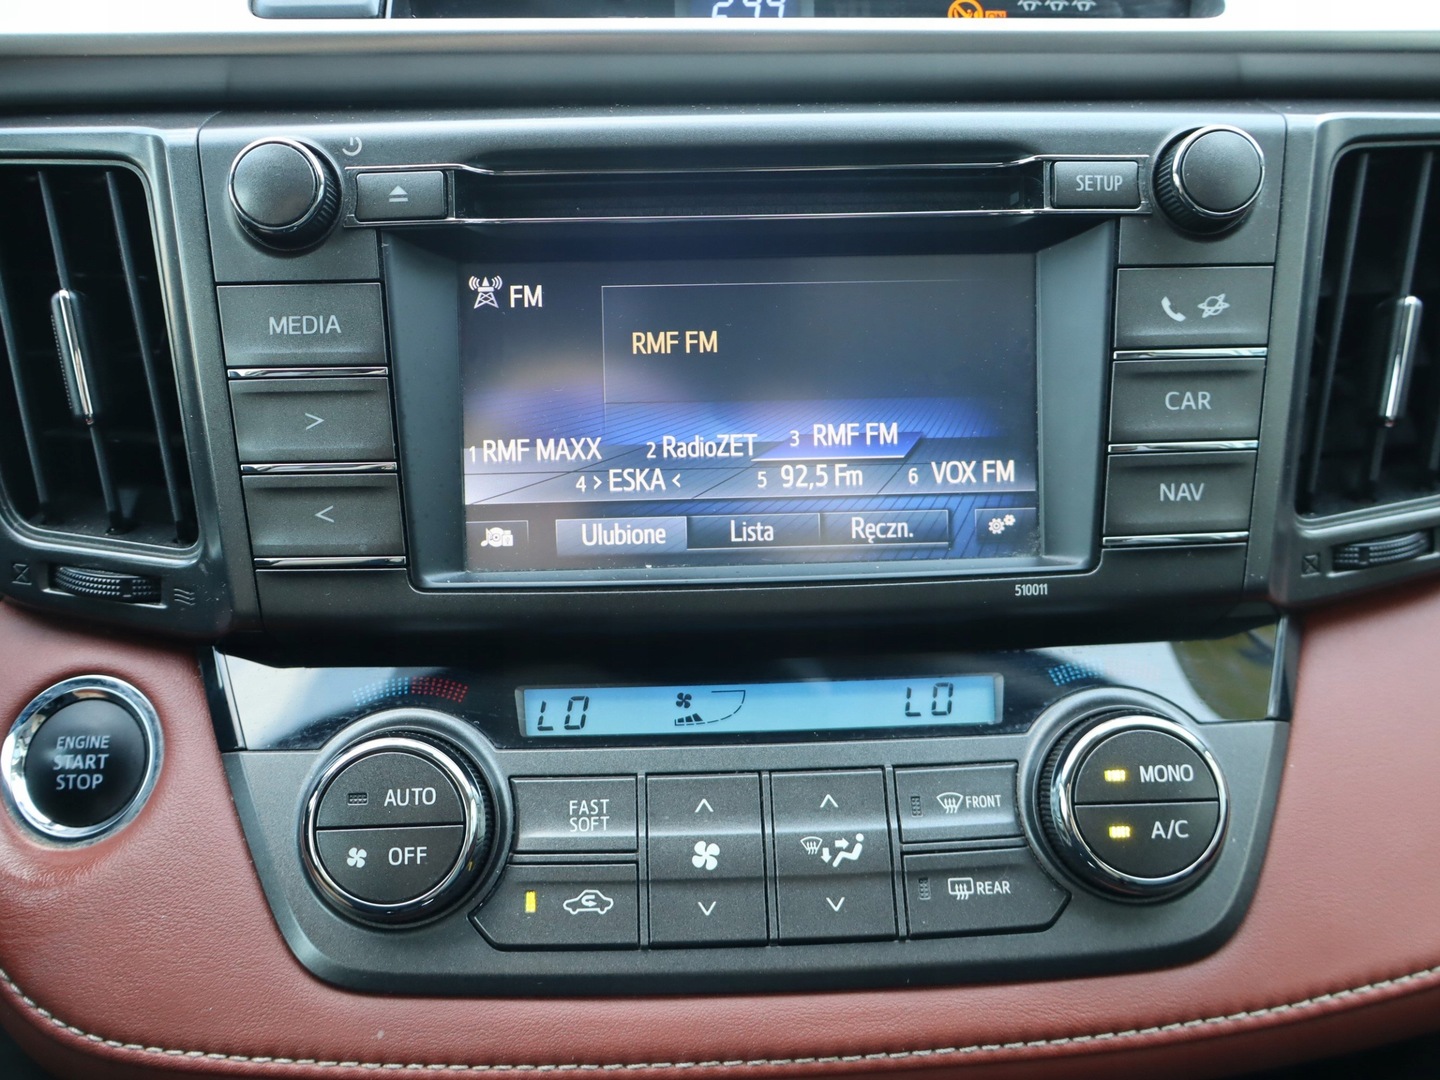 SETUP
FM
MEDIA
RMF FM
CAR
1 RMF MAXX 2 RadioZET 3 RMF FM
4 > ESKA < 5 92,5 Fm 6 VOX FM
NAV
Ulubione Lista Ręczn.
510011
LO LO
ENGINE
START
STOP
AUTO
OFF
FAST
SOFT
FRONT
REAR
MONO
A/C